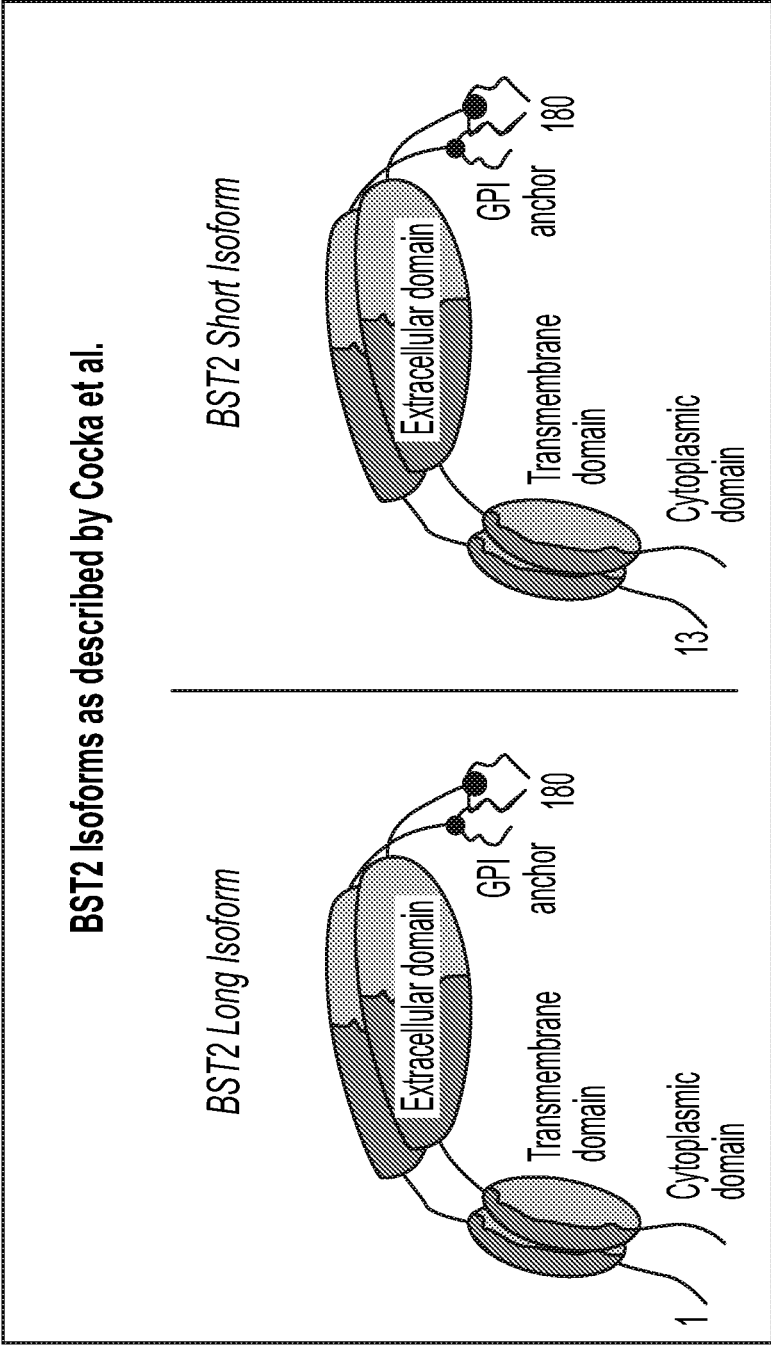 BST2 Isoforms as described by Cocka et al.
BST2 Long Isoform
Extracellular domain
GPI
anchor
180
Transmembrane
domain
Cytoplasmic
domain
1
BST2 Short Isoform
Extracellular domain
GPI
anchor
180
Transmembrane
domain
Cytoplasmic
domain
13